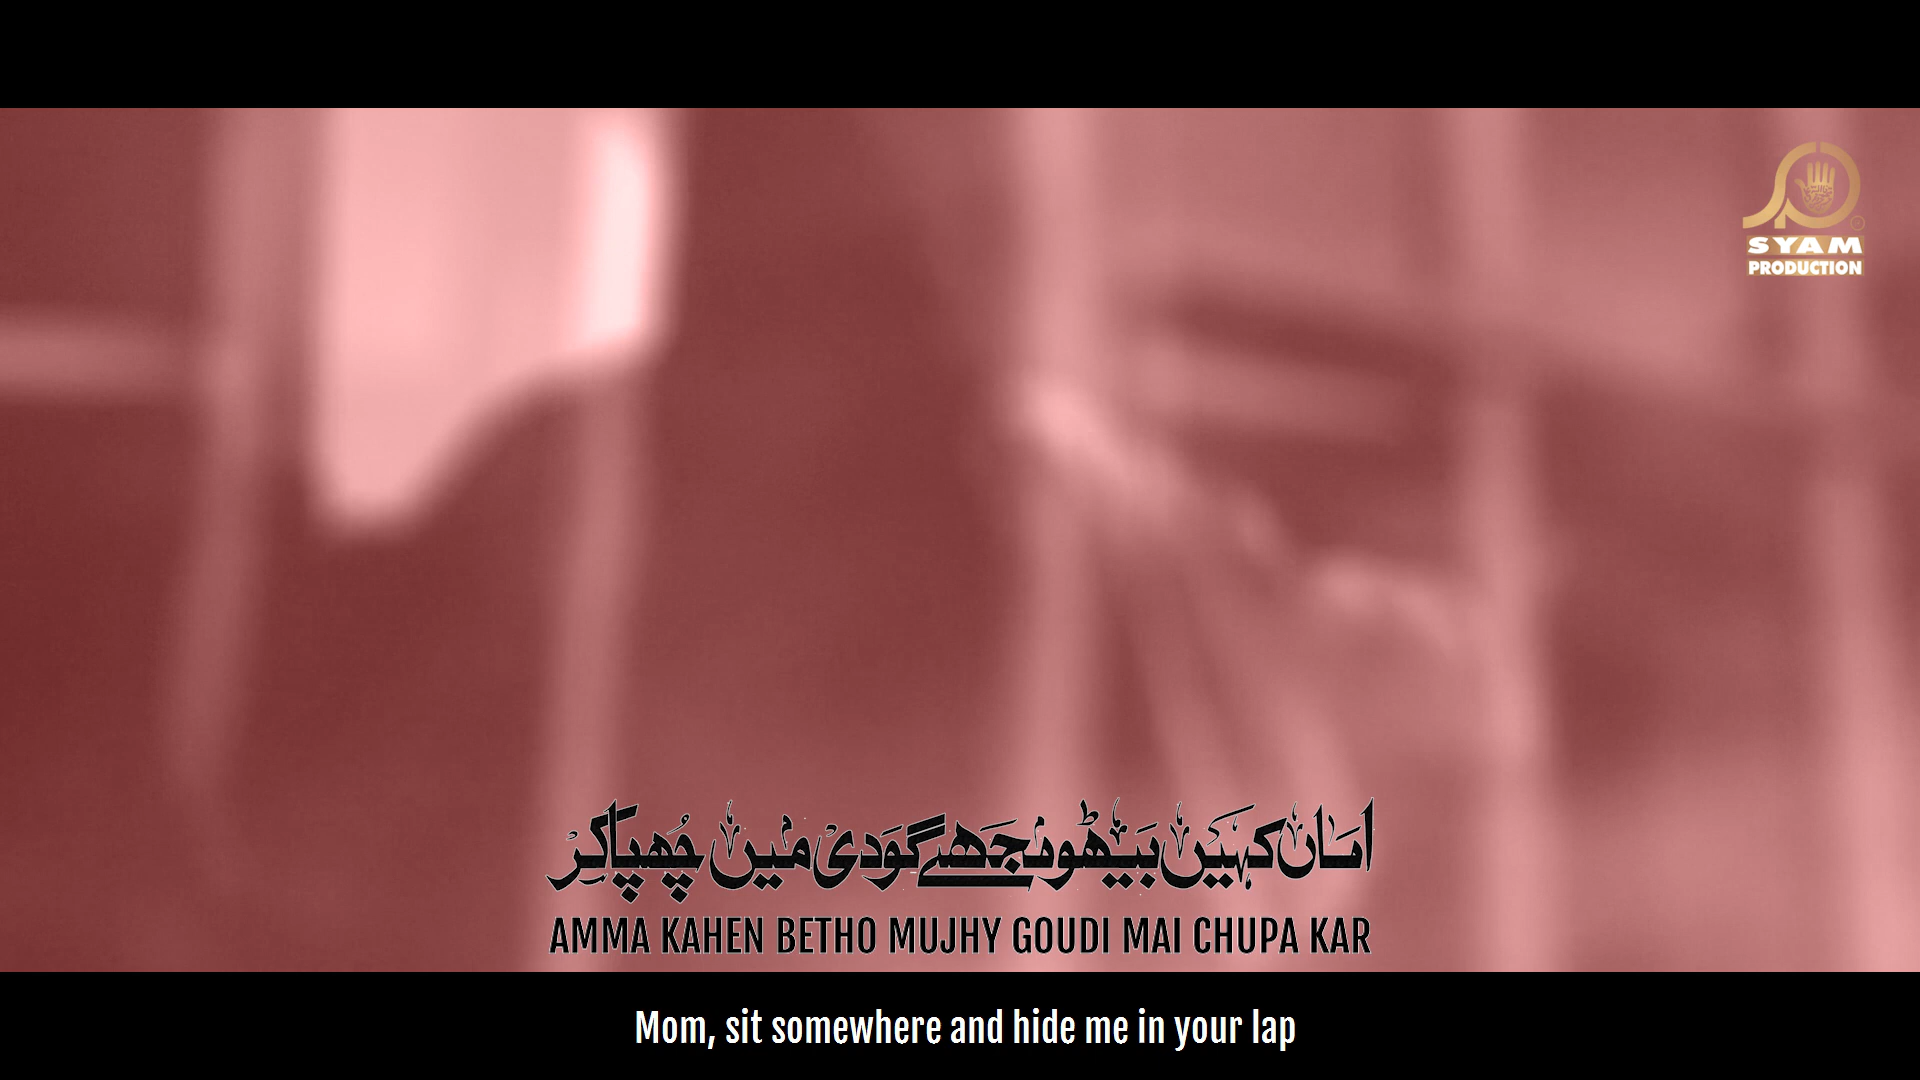 SYAM
PRODUCTION
اماں کہیں بیٹھو مجھے گودی میں چُھپا کر
AMMA KAHEN BETHO MUJHY GOUDI MAI CHUPA KAR
Mom, sit somewhere and hide me in your lap